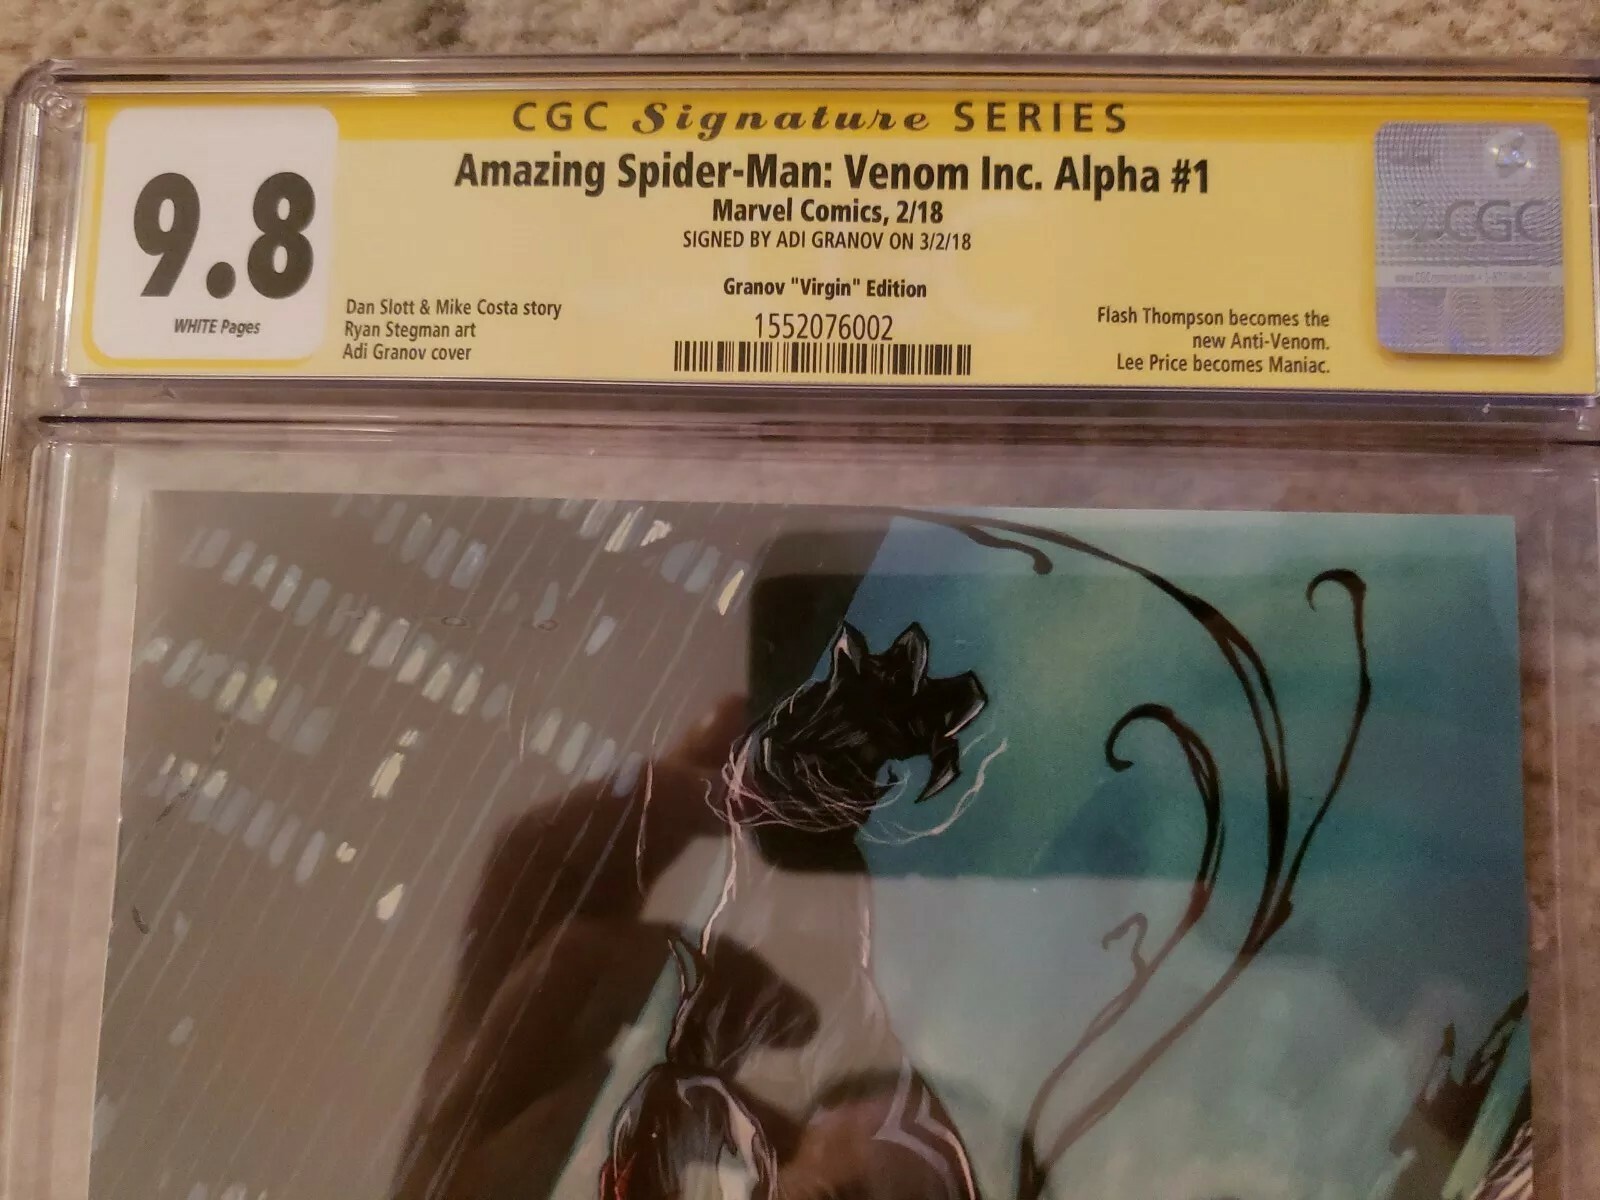 CGC Signature SERIES
Amazing Spider-Man: Venom Inc. Alpha #1
Marvel Comics, 2/18
SIGNED BY ADI GRANOV ON 3/2/18
Granov "Virgin" Edition
1552076002
9.8
WHITE Pages
Dan Slott & Mike Costa story
Ryan Stegman art
Adi Granov cover
Flash Thompson becomes the
new Anti-Venom.
Lee Price becomes Maniac.
CGC